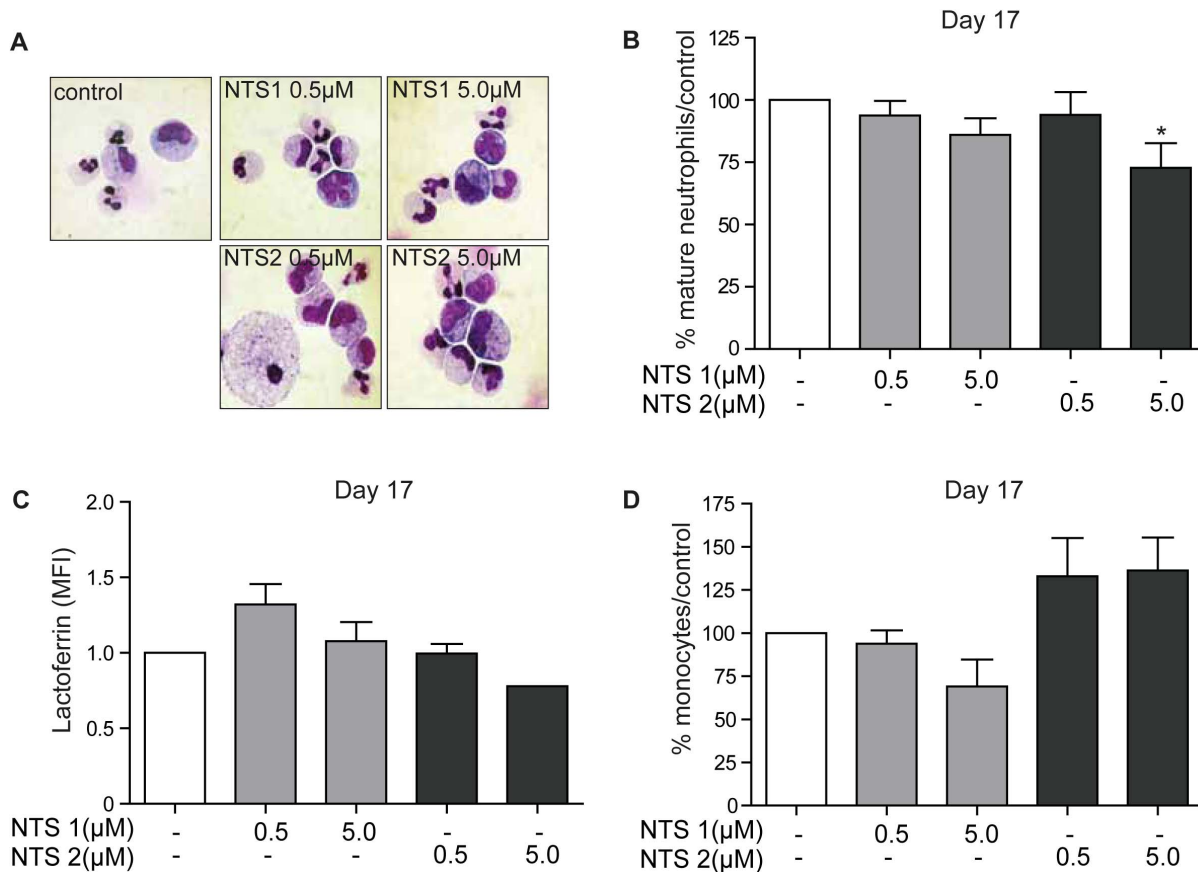 A
control
NTS1 0.5µM
NTS1 5.0µM
NTS2 0.5µM
NTS2 5.0µM
B
Day 17
% mature neutrophils/control
125
100
75
50
25
0
*
NTS 1(µM) - 0.5 5.0 - -
NTS 2(µM) - - - 0.5 5.0
C
Day 17
Lactoferrin (MFI)
2.0
1.5
1.0
0.5
0
NTS 1(µM) - 0.5 5.0 - -
NTS 2(µM) - - - 0.5 5.0
D
Day 17
% monocytes/control
175
150
125
100
75
50
25
0
NTS 1(µM) - 0.5 5.0 - -
NTS 2(µM) - - - 0.5 5.0